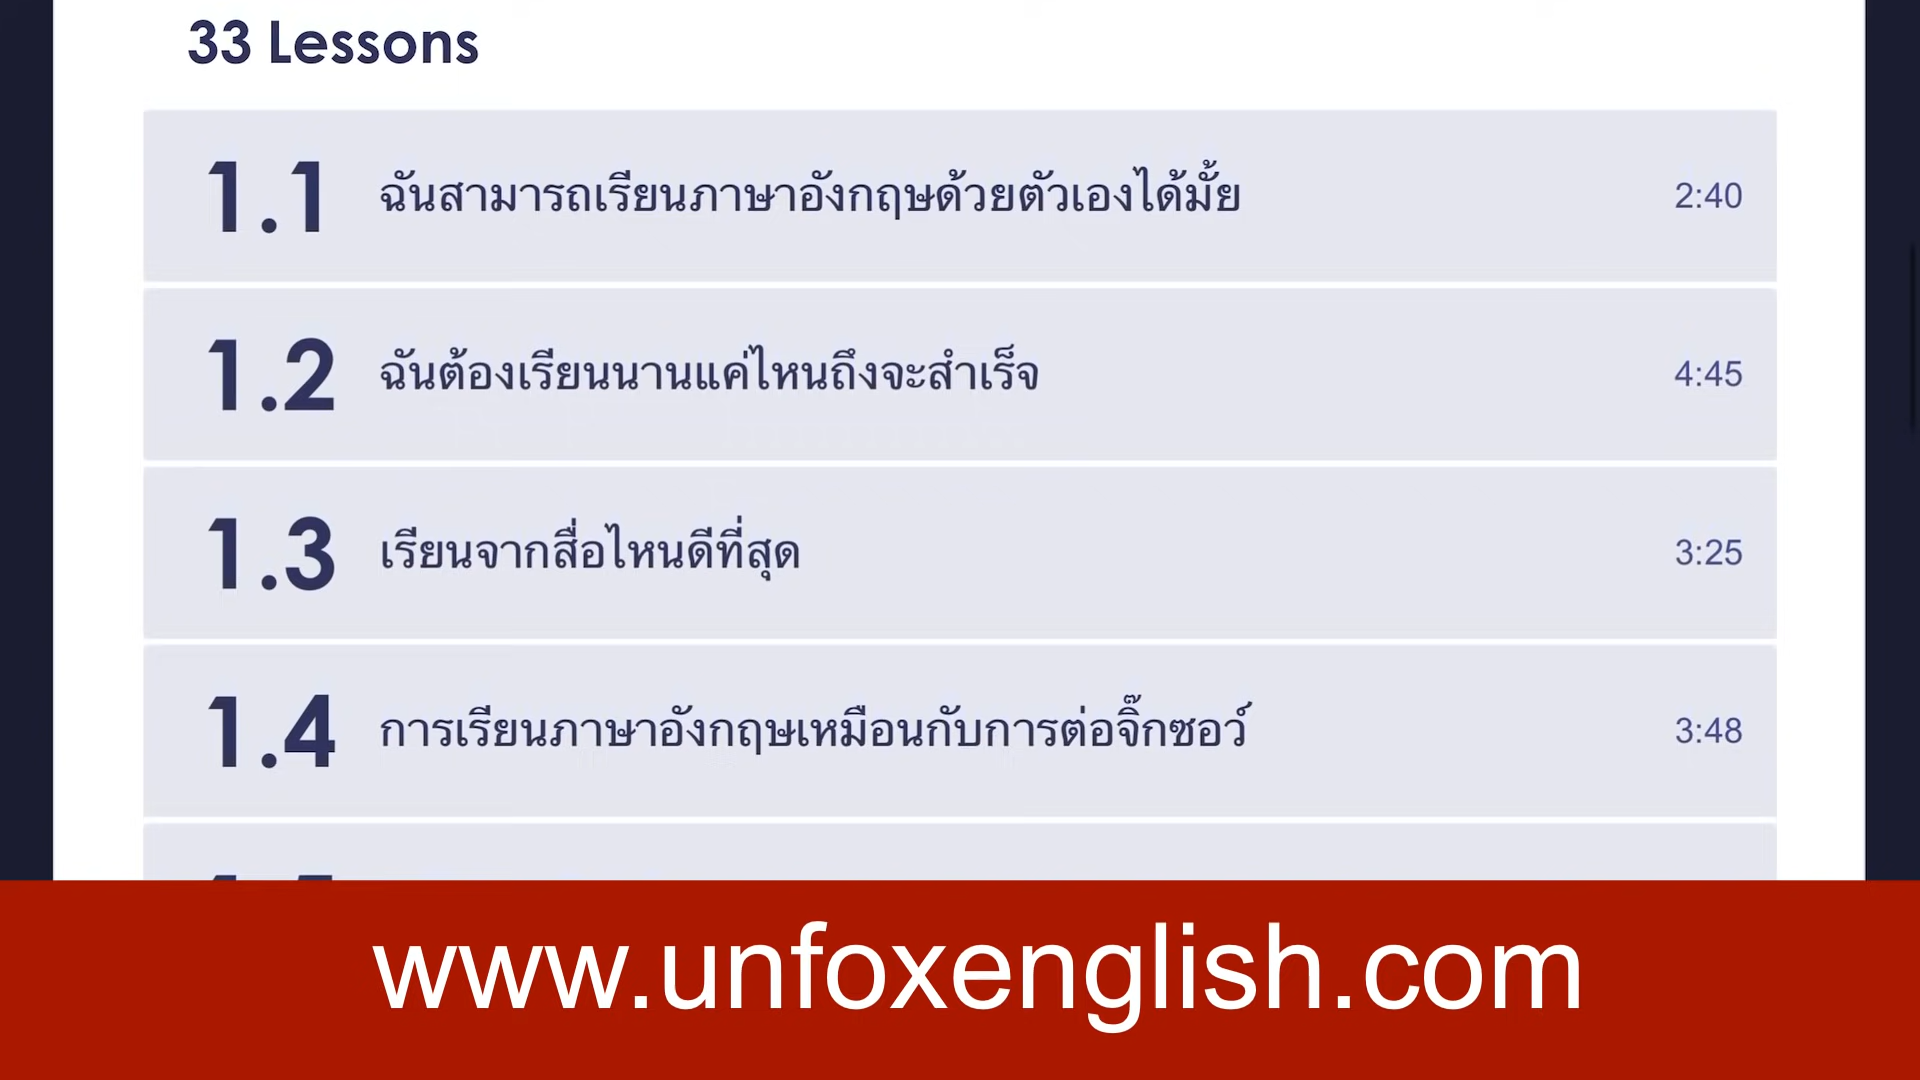 33 Lessons
1.1 ฉันสามารถเรียนภาษาอังกฤษด้วยตัวเองได้มั้ย 2:40
1.2 ฉันต้องเรียนนานแค่ไหนถึงจะสำเร็จ 4:45
1.3 เรียนจากสื่อไหนดีที่สุด 3:25
1.4 การเรียนภาษาอังกฤษเหมือนกับการต่อจิ๊กซอว์ 3:48
www.unfoxenglish.com